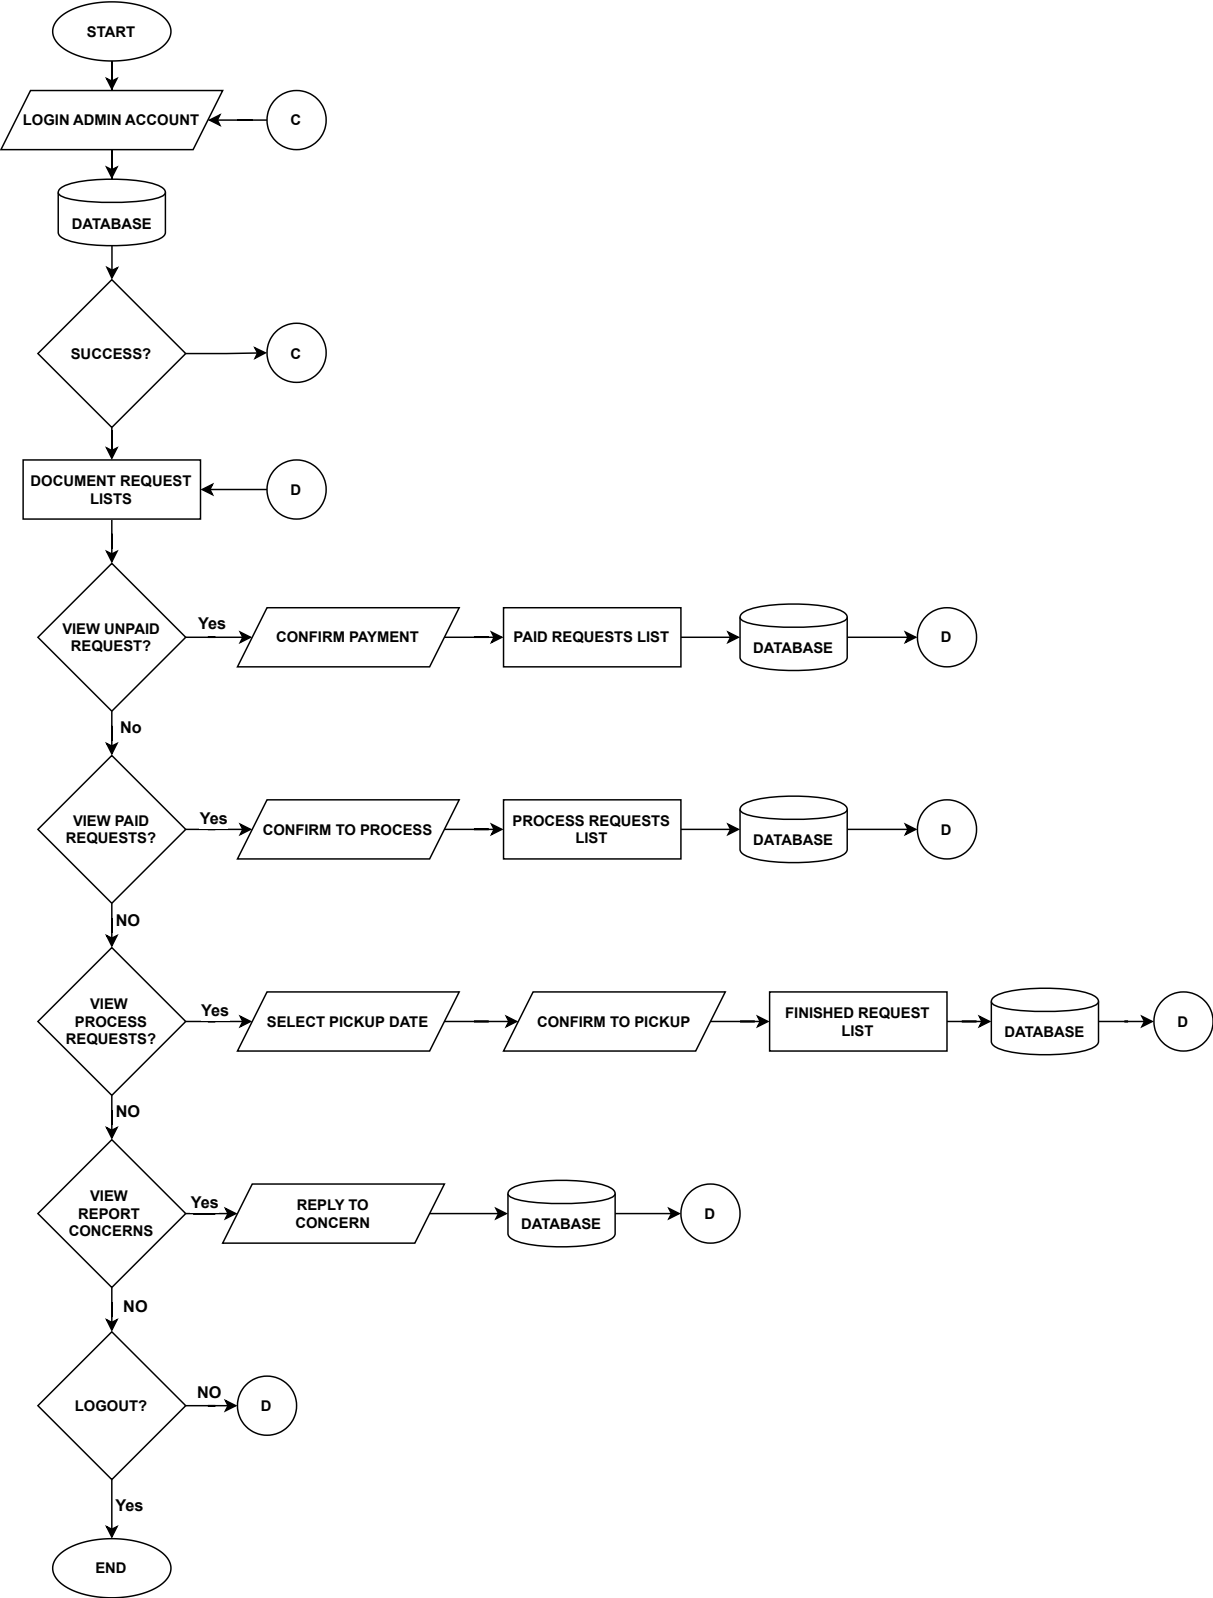 START
LOGIN ADMIN ACCOUNT
C
DATABASE
SUCCESS?
C
DOCUMENT REQUEST
LISTS
D
VIEW UNPAID
REQUEST?
Yes
CONFIRM PAYMENT
PAID REQUESTS LIST
DATABASE
D
No
VIEW PAID
REQUESTS?
Yes
CONFIRM TO PROCESS
PROCESS REQUESTS
LIST
DATABASE
D
NO
VIEW
PROCESS
REQUESTS?
Yes
SELECT PICKUP DATE
CONFIRM TO PICKUP
FINISHED REQUEST
LIST
DATABASE
D
NO
VIEW
REPORT
CONCERNS
Yes
REPLY TO
CONCERN
DATABASE
D
NO
LOGOUT?
NO
D
Yes
END